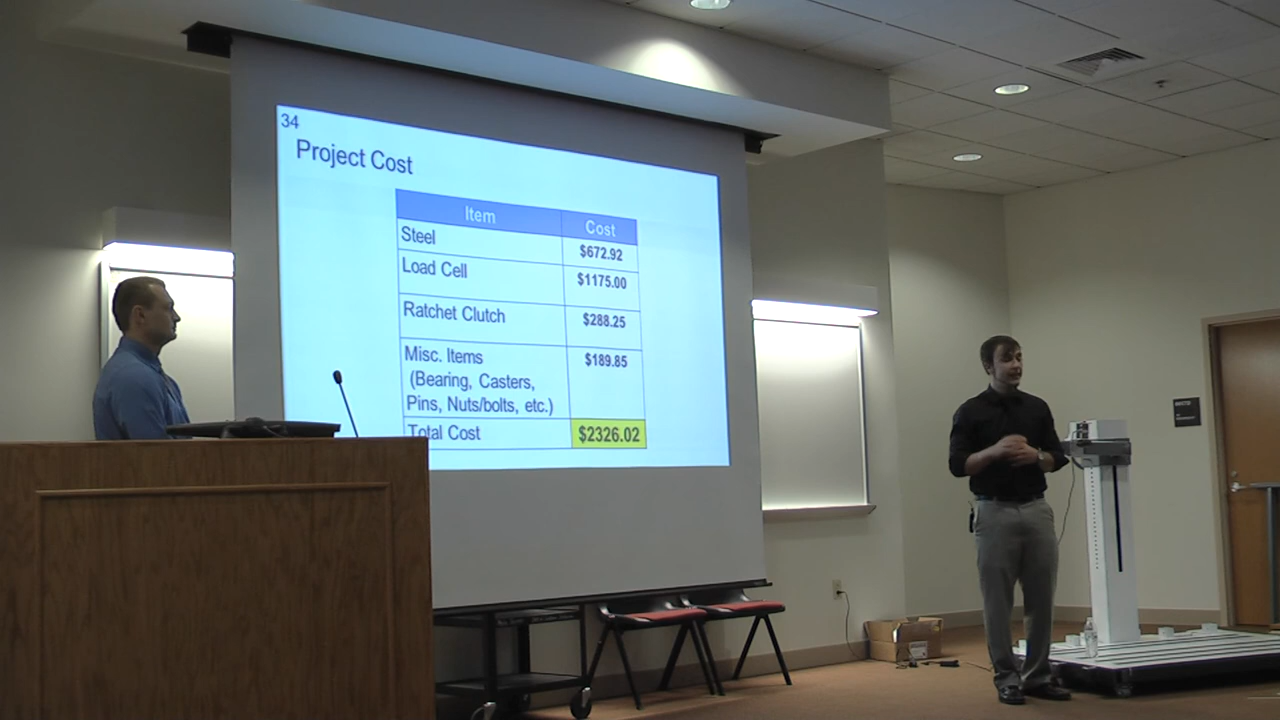 34
Project Cost
Item Cost
Steel $672.92
Load Cell $1175.00
Ratchet Clutch $288.25
Misc. Items $189.85
(Bearing, Casters,
Pins, Nuts/bolts, etc.)
Total Cost $2326.02